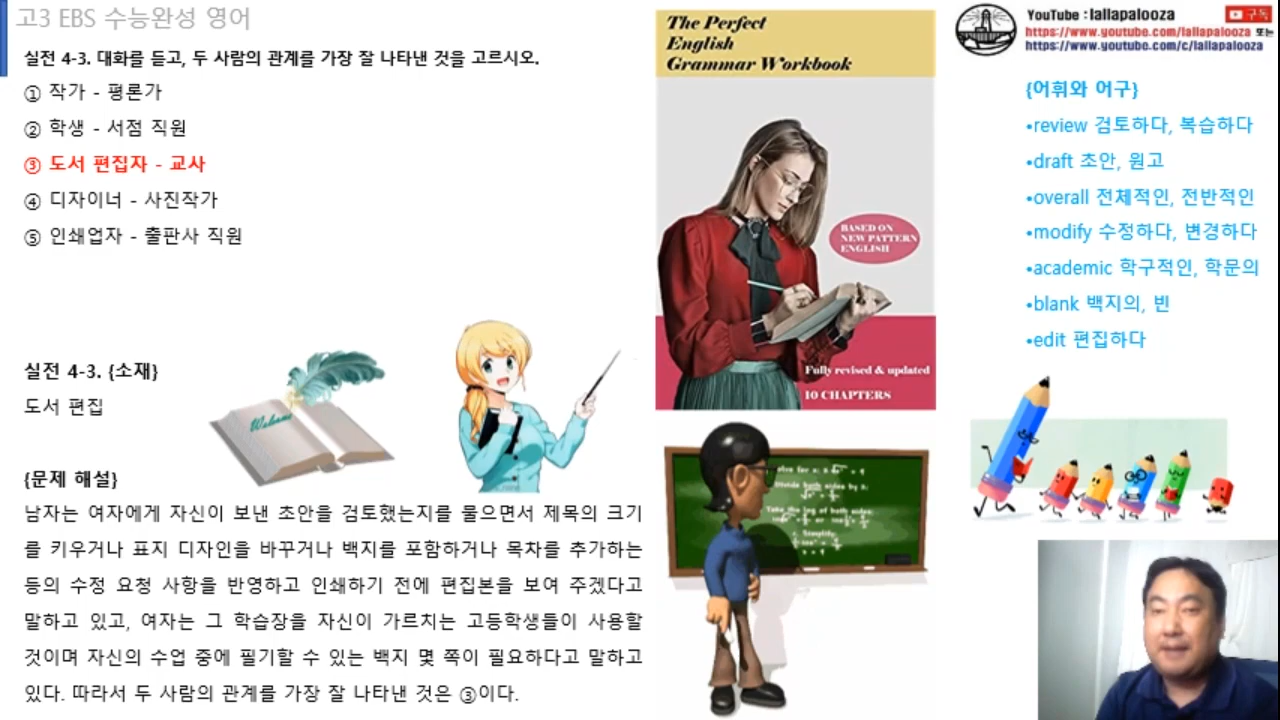 고3 EBS 수능완성 영어
실전 4-3. 대화를 듣고, 두 사람의 관계를 가장 잘 나타낸 것을 고르시오.
① 작가 - 평론가
② 학생 - 서점 직원
③ 도서 편집자 - 교사
④ 디자이너 - 사진작가
⑤ 인쇄업자 - 출판사 직원
실전 4-3. {소재}
도서 편집
Welcome
{문제 해설}
남자는 여자에게 자신이 보낸 초안을 검토했는지를 물으면서 제목의 크기
를 키우거나 표지 디자인을 바꾸거나 백지를 포함하거나 목차를 추가하는
등의 수정 요청 사항을 반영하고 인쇄하기 전에 편집본을 보여 주겠다고
말하고 있고, 여자는 그 학습장을 자신이 가르치는 고등학생들이 사용할
것이며 자신의 수업 중에 필기할 수 있는 백지 몇 쪽이 필요하다고 말하고
있다. 따라서 두 사람의 관계를 가장 잘 나타낸 것은 ③이다.
The Perfect
English
Grammar Workbook
BASED ON
NEW PATTERN
ENGLISH
Fully revised & updated
10 CHAPTERS
YouTube : lallapalooza
구독
https://www.youtube.com/lallapalooza 또는
https://www.youtube.com/c/lallapalooza
{어휘와 어구}
•review 검토하다, 복습하다
•draft 초안, 원고
•overall 전체적인, 전반적인
•modify 수정하다, 변경하다
•academic 학구적인, 학문의
•blank 백지의, 빈
•edit 편집하다